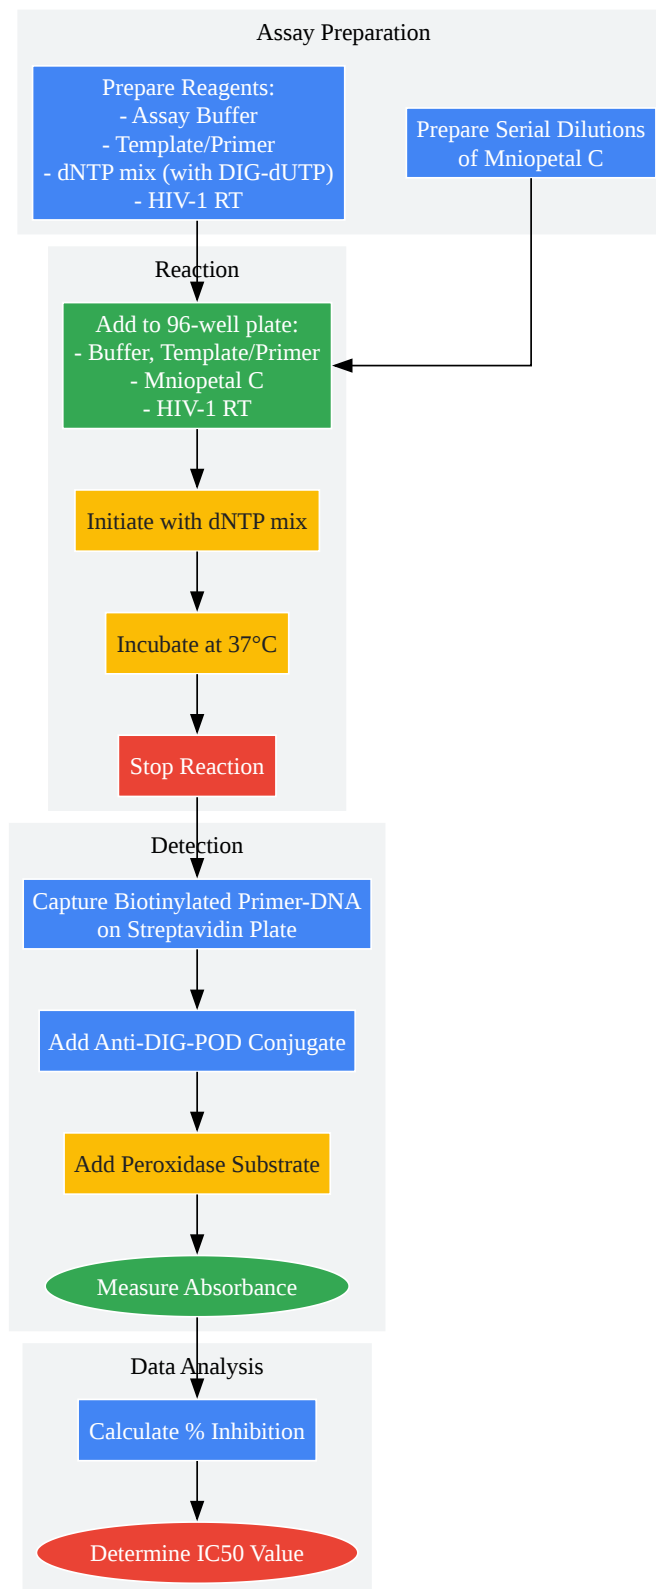 Assay Preparation
Prepare Reagents:
- Assay Buffer
- Template/Primer
- dNTP mix (with DIG-dUTP)
- HIV-1 RT
Prepare Serial Dilutions
of Mniopetal C
Reaction
Add to 96-well plate:
- Buffer, Template/Primer
- Mniopetal C
- HIV-1 RT
Initiate with dNTP mix
Incubate at 37°C
Stop Reaction
Detection
Capture Biotinylated Primer-DNA
on Streptavidin Plate
Add Anti-DIG-POD Conjugate
Add Peroxidase Substrate
Measure Absorbance
Data Analysis
Calculate % Inhibition
Determine IC50 Value